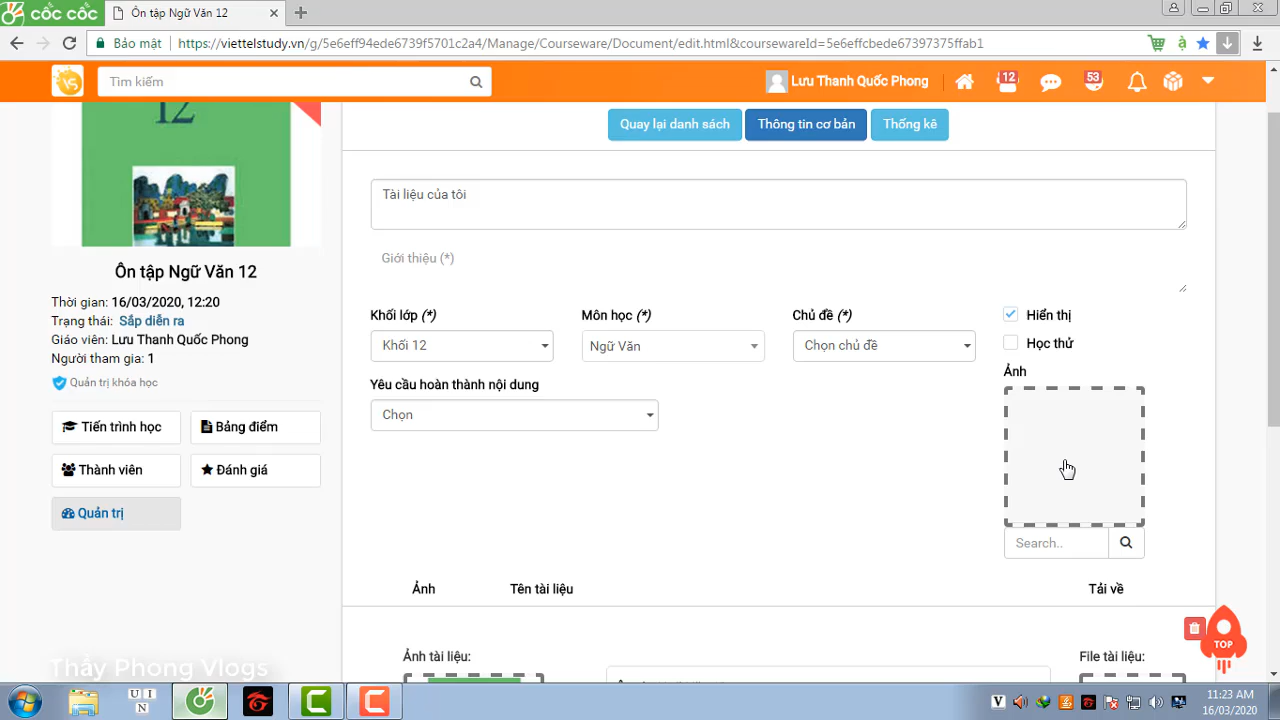 cốc cốc
Ôn tập Ngữ Văn 12
Bảo mật
https://viettelstudy.vn/g/5e6eff94ede6739f5701c2a4/Manage/Courseware/Document/edit.html&coursewareId=5e6effcbede67397375ffab1
VS
Tìm kiếm
Lưu Thanh Quốc Phong
12
53
12
Quay lại danh sách
Thông tin cơ bản
Thống kê
Tài liệu của tôi
Giới thiệu (*)
Ôn tập Ngữ Văn 12
Thời gian: 16/03/2020, 12:20
Trạng thái: Sắp diễn ra
Giáo viên: Lưu Thanh Quốc Phong
Người tham gia: 1
Quản trị khóa học
Tiến trình học
Bảng điểm
Thành viên
Đánh giá
Quản trị
Khối lớp (*)
Môn học (*)
Chủ đề (*)
Hiển thị
Khối 12
Ngữ Văn
Chọn chủ đề
Học thử
Ảnh
Yêu cầu hoàn thành nội dung
Chọn
Search..
Ảnh
Tên tài liệu
Tải về
TOP
Ảnh tài liệu:
File tài liệu:
Thầy Phong Vlogs
U I
N
V
11:23 AM
16/03/2020